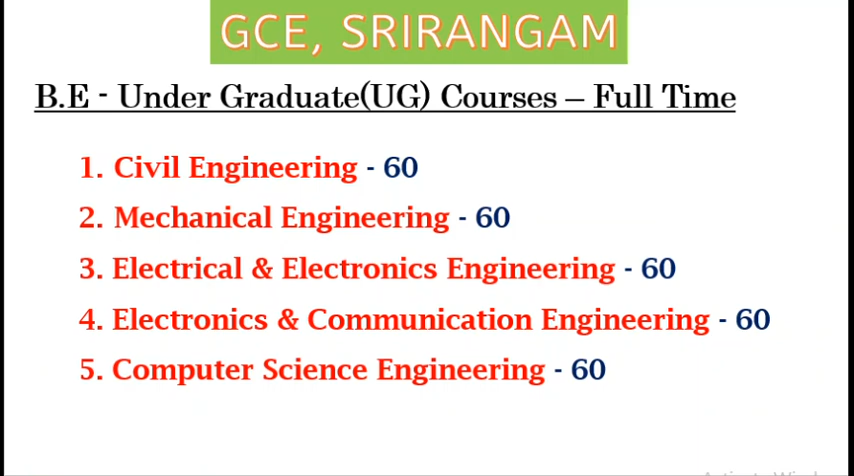 GCE, SRIRANGAM
B.E - Under Graduate(UG) Courses – Full Time
1. Civil Engineering - 60
2. Mechanical Engineering - 60
3. Electrical & Electronics Engineering - 60
4. Electronics & Communication Engineering - 60
5. Computer Science Engineering - 60